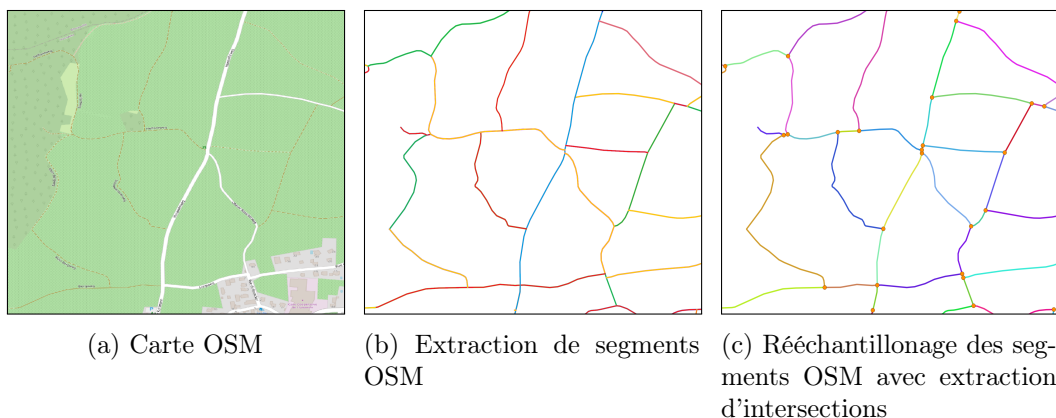 (a) Carte OSM
(b) Extraction de segments
OSM
(c) Rééchantillonage des seg-
ments OSM avec extraction
d'intersections